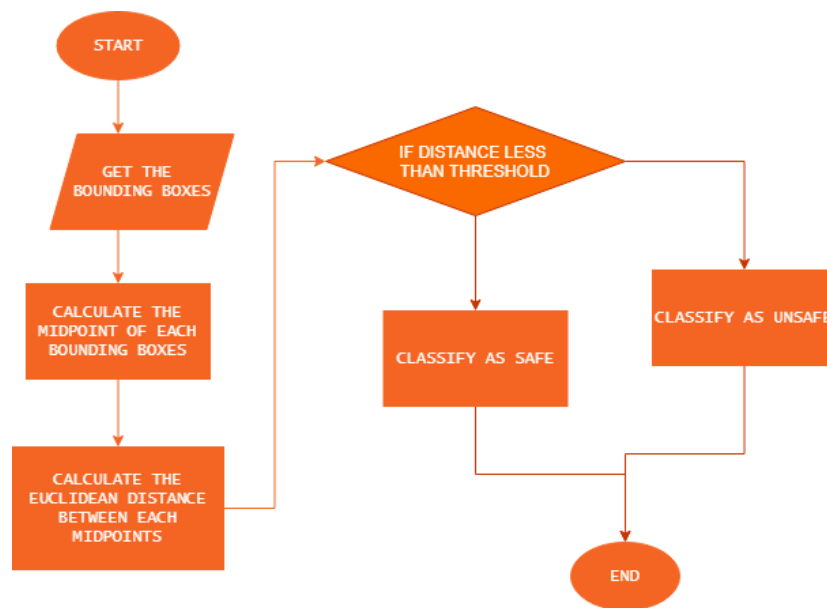 START
GET THE
BOUNDING BOXES
CALCULATE THE
MIDPOINT OF EACH
BOUNDING BOXES
CALCULATE THE
EUCLIDEAN DISTANCE
BETWEEN EACH
MIDPOINTS
IF DISTANCE LESS
THAN THRESHOLD
CLASSIFY AS SAFE
CLASSIFY AS UNSAFE
END